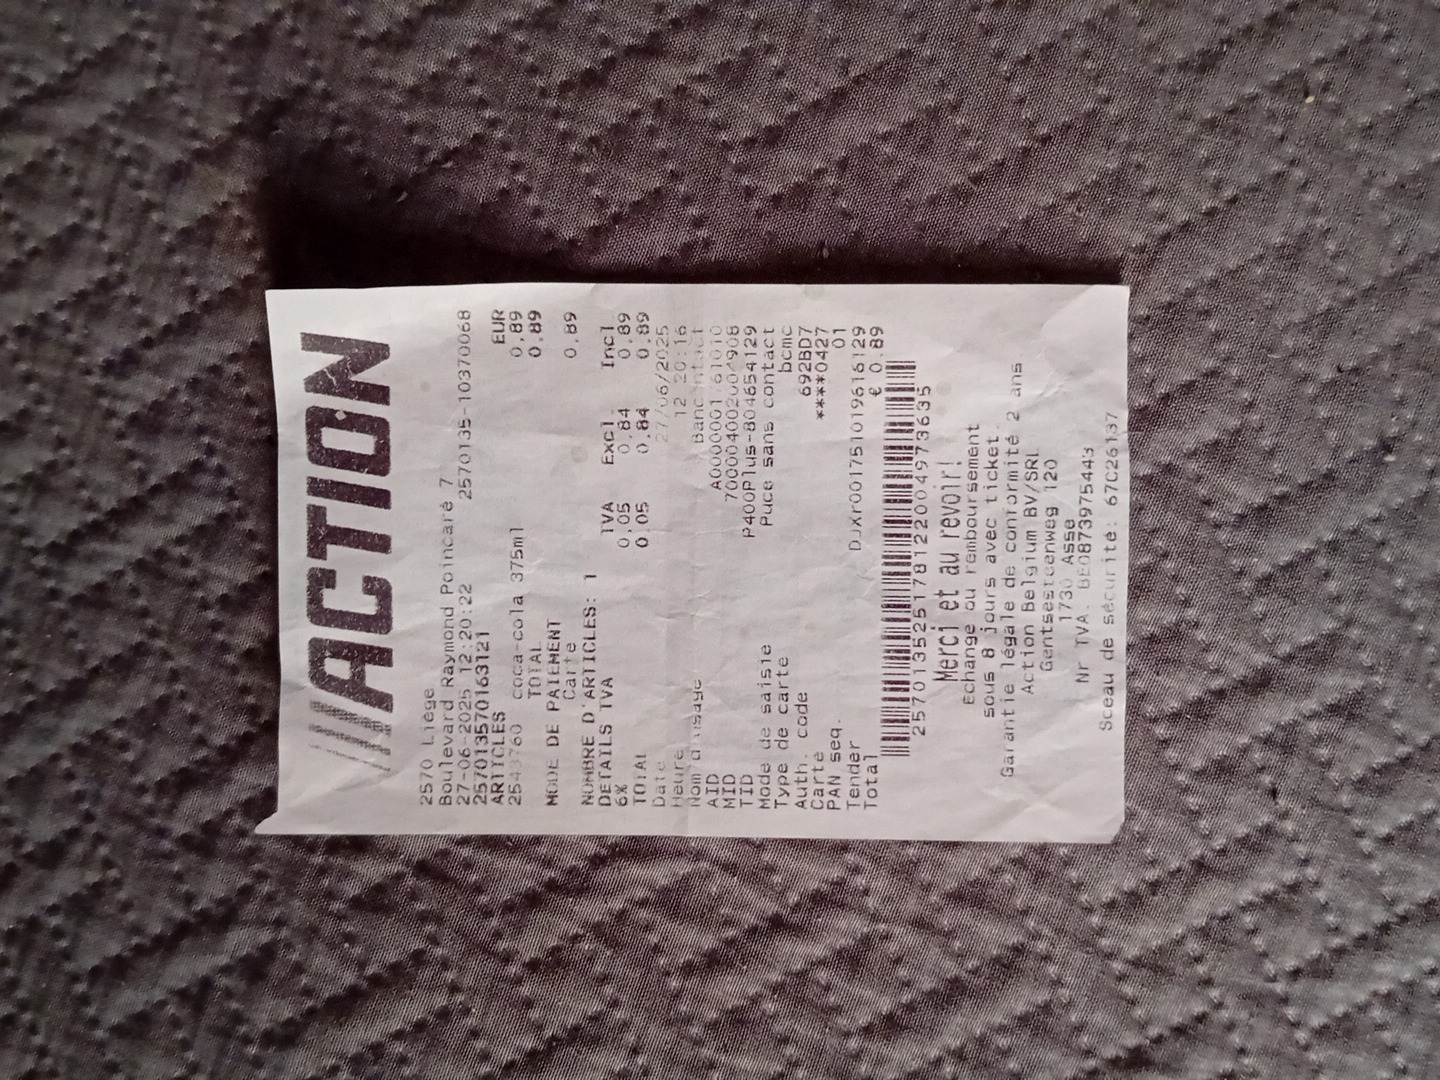 ACTION
2570 Liège
Boulevard Raymond Poincaré 7
27-06-2025 12:20:22 2570135-10370068
257013570163121
ARTICLES EUR
coca-cola 375ml 0,89
TOTAL 0,89
MODE DE PAIEMENT
Carte 0,89
NOMBRE D'ARTICLES: 1
DETAILS TVA TVA Excl. Incl
6% 0,05 0,84 0,89
TOTAL 0,05 0,84 0,89
Date 27/06/2025
Heure 12:20:16
Nom d'usage Bancontact
AID
MID
TID P400Plus-804654129
Mode de saisie Puce sans contact
Type de carte bcmc
Auth. code 692BD7
Carte ****0427
PAN seq. 01
Tender DJxr001751019616129
Total € 0.89
2570135251781220049736​35
Merci et au revoir!
Echange ou remboursement
sous 8 jours avec ticket.
Garantie légale de conformité 2 ans
Action Belgium BV/SRL
Gentsesteenweg 120
1730 Asse
Nr TVA. BE0873975443
Sceau de sécurité: 67C26137